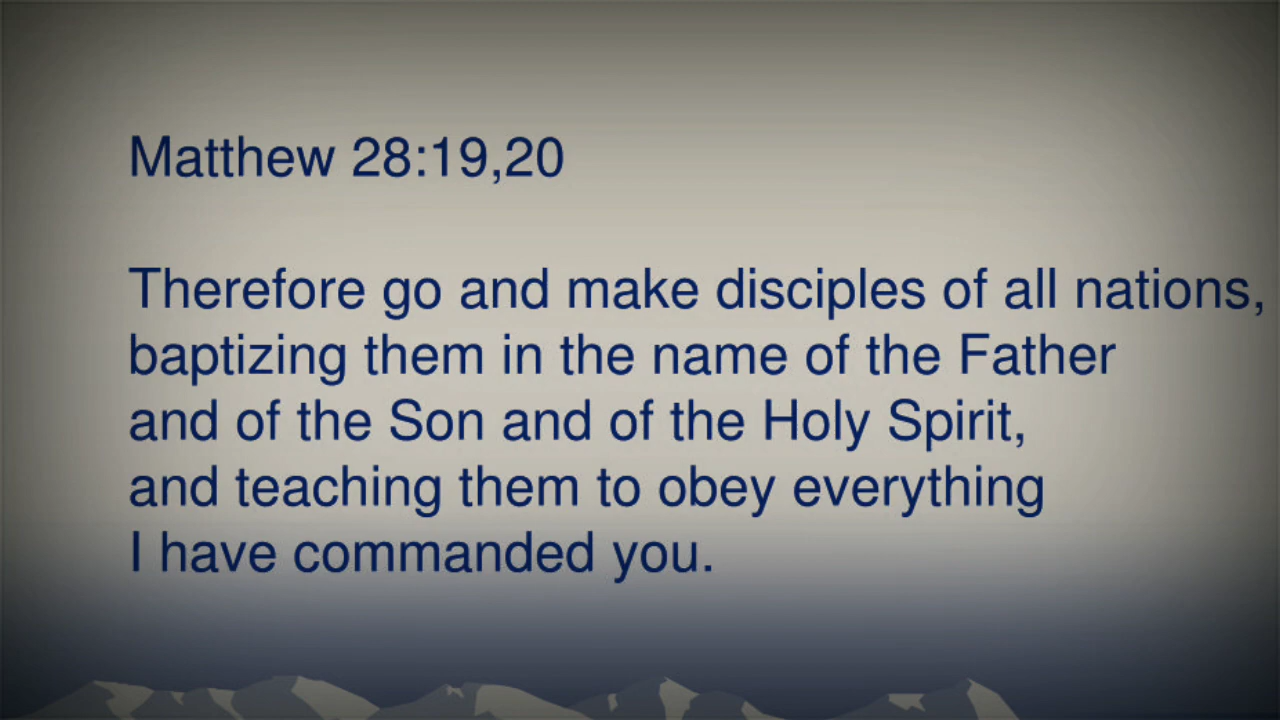 Matthew 28:19,20
Therefore go and make disciples of all nations,
baptizing them in the name of the Father
and of the Son and of the Holy Spirit,
and teaching them to obey everything
I have commanded you.